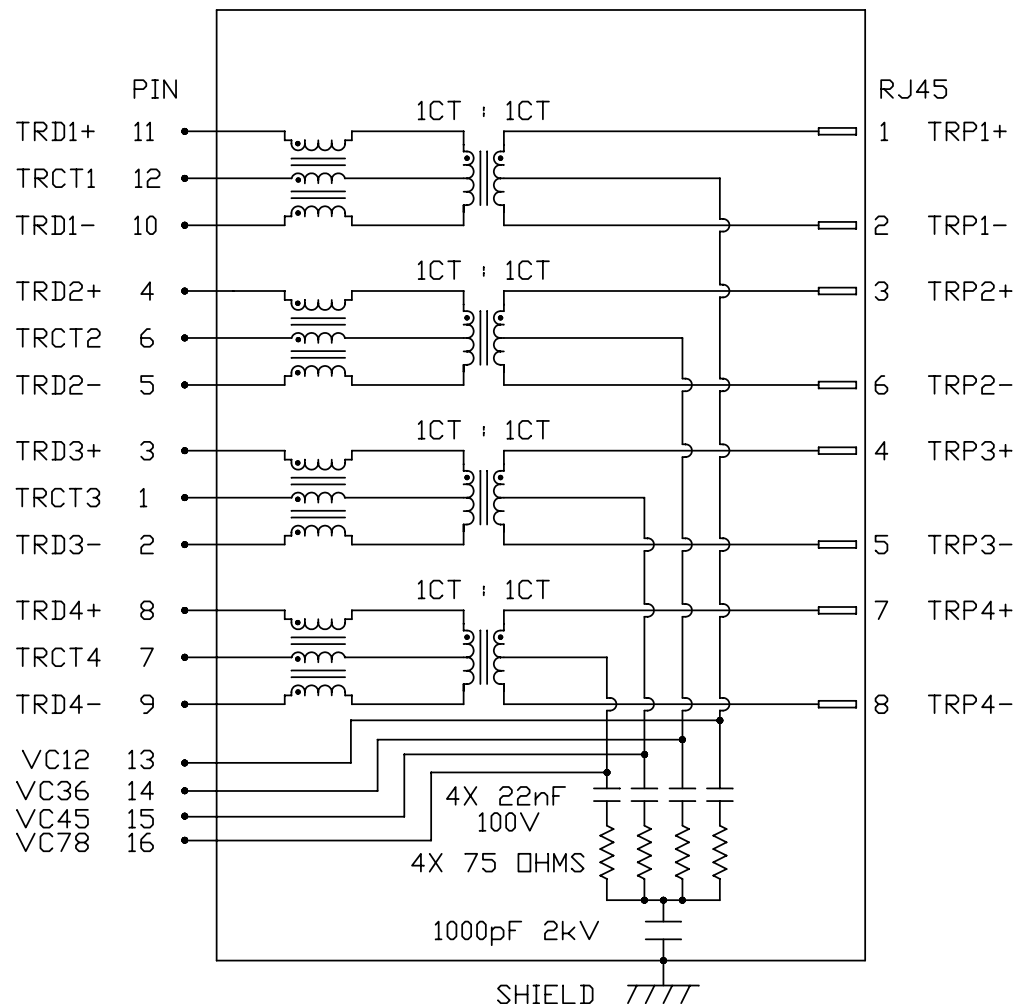 PIN RJ45
1CT : 1CT
TRD1+ 11 1 TRP1+
TRCT1 12
TRD1- 10 2 TRP1-
1CT : 1CT
TRD2+ 4 3 TRP2+
TRCT2 6
TRD2- 5 6 TRP2-
1CT : 1CT
TRD3+ 3 4 TRP3+
TRCT3 1
TRD3- 2 5 TRP3-
1CT : 1CT
TRD4+ 8 7 TRP4+
TRCT4 7
TRD4- 9 8 TRP4-
VC12 13
VC36 14
VC45 15
VC78 16
4X 22nF
100V
4X 75 OHMS
1000pF 2kV
SHIELD